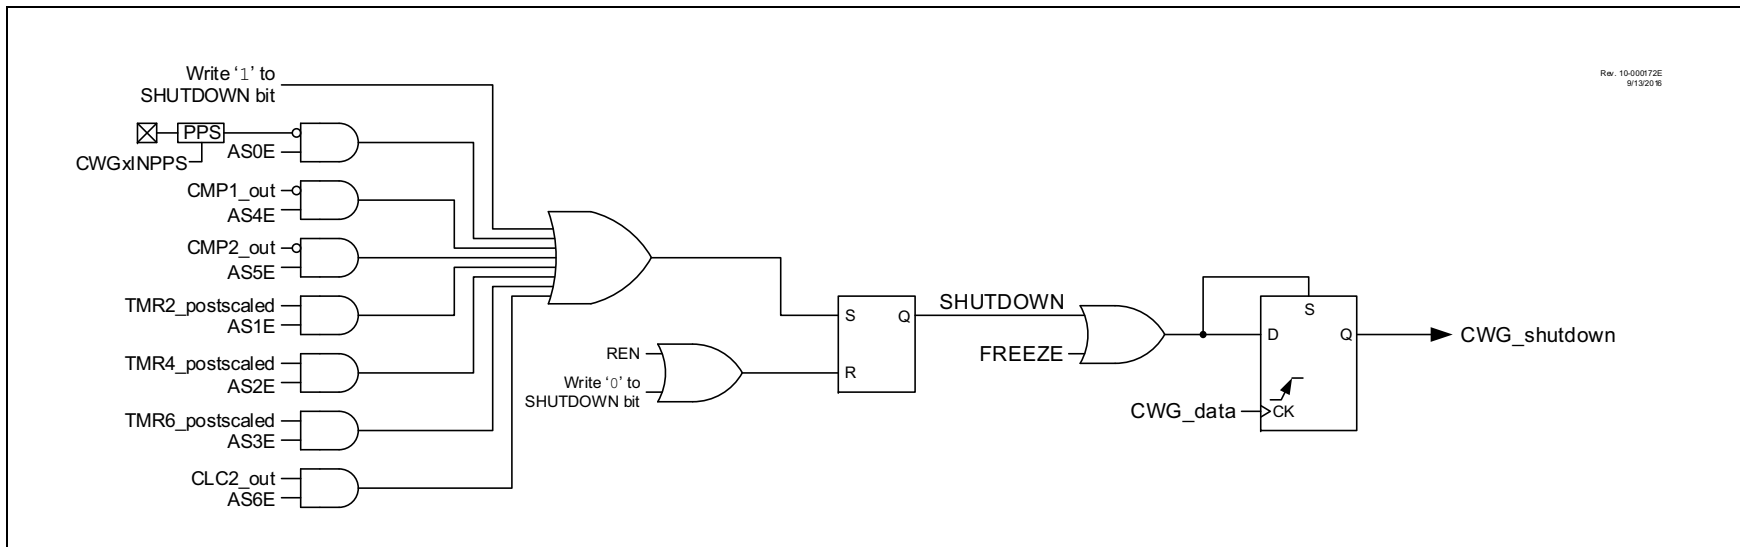 Write ‘1’ to
SHUTDOWN bit
Rev. 10-000172E
9/13/2016
PPS
AS0E
CWGxINPPS
CMP1_out
AS4E
CMP2_out
AS5E
TMR2_postscaled
AS1E
TMR4_postscaled
AS2E
TMR6_postscaled
AS3E
CLC2_out
AS6E
REN
Write ‘0’ to
SHUTDOWN bit
S
Q
R
SHUTDOWN
FREEZE
S
D
Q
CWG_data
CK
CWG_shutdown